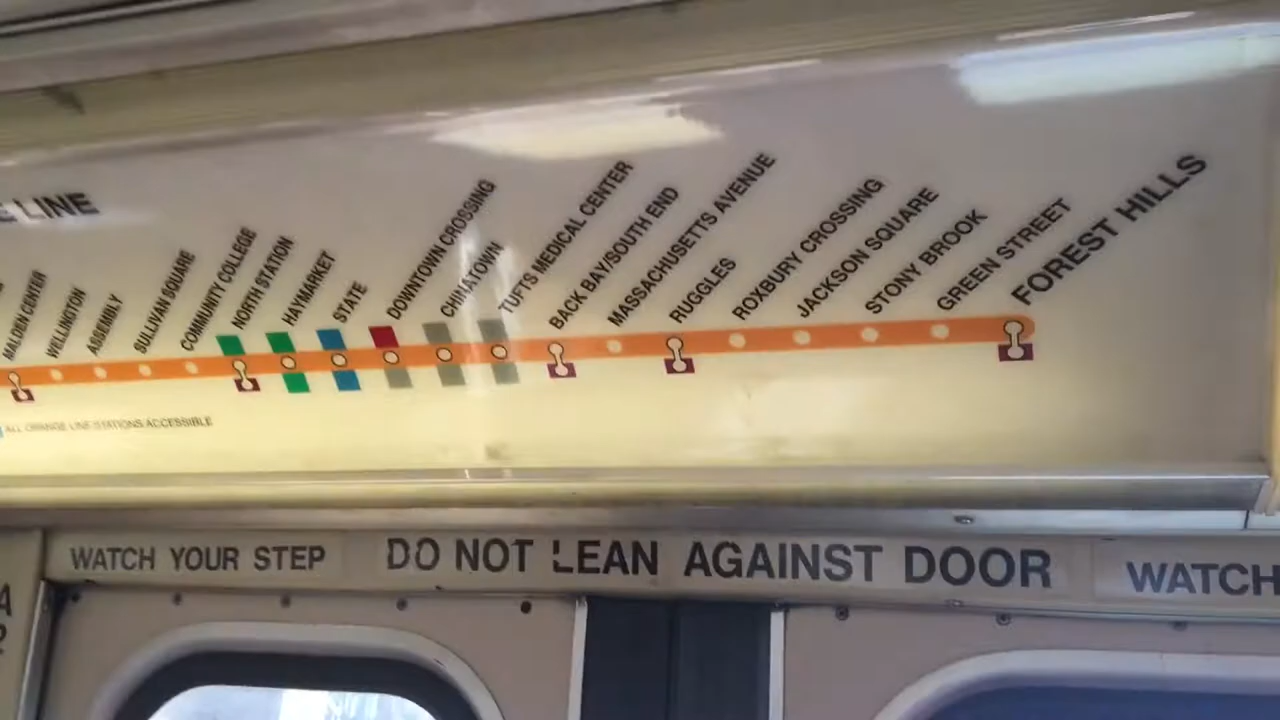 E LINE
MALDEN CENTER
WELLINGTON
ASSEMBLY
SULLIVAN SQUARE
COMMUNITY COLLEGE
NORTH STATION
HAYMARKET
STATE
DOWNTOWN CROSSING
CHINATOWN
TUFTS MEDICAL CENTER
BACK BAY/SOUTH END
MASSACHUSETTS AVENUE
RUGGLES
ROXBURY CROSSING
JACKSON SQUARE
STONY BROOK
GREEN STREET
FOREST HILLS
ALL ORANGE LINE STATIONS ACCESSIBLE
WATCH YOUR STEP
DO NOT LEAN AGAINST DOOR
WATCH